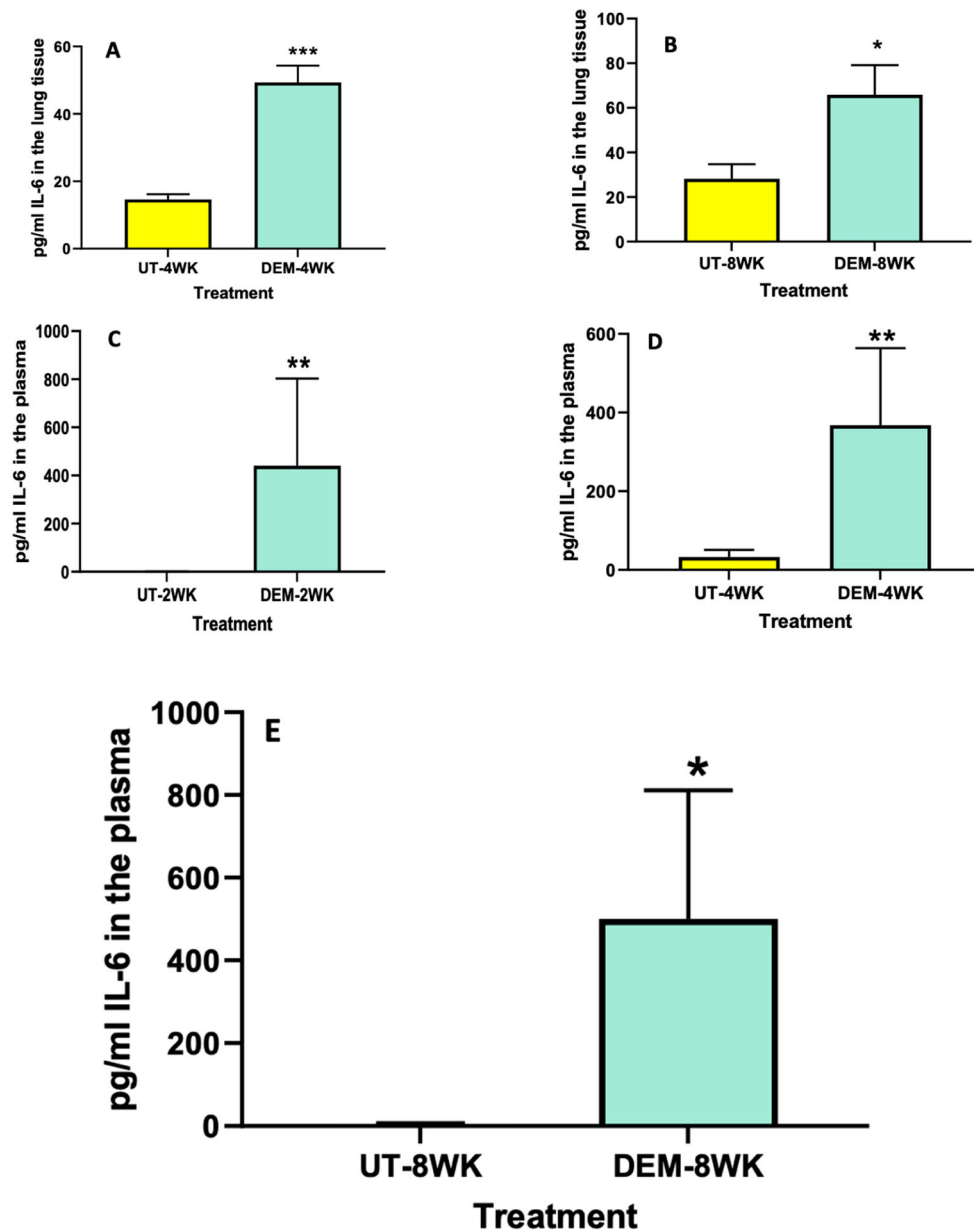 A
pg/ml IL-6 in the lung tissue
60
40
20
0
***
UT-4WK DEM-4WK
Treatment
B
pg/ml IL-6 in the lung tissue
100
80
60
40
20
0
*
UT-8WK DEM-8WK
Treatment
C
pg/ml IL-6 in the plasma
1000
800
600
400
200
0
**
UT-2WK DEM-2WK
Treatment
D
pg/ml IL-6 in the plasma
600
400
200
0
**
UT-4WK DEM-4WK
Treatment
E
pg/ml IL-6 in the plasma
1000
800
600
400
200
0
*
UT-8WK DEM-8WK
Treatment